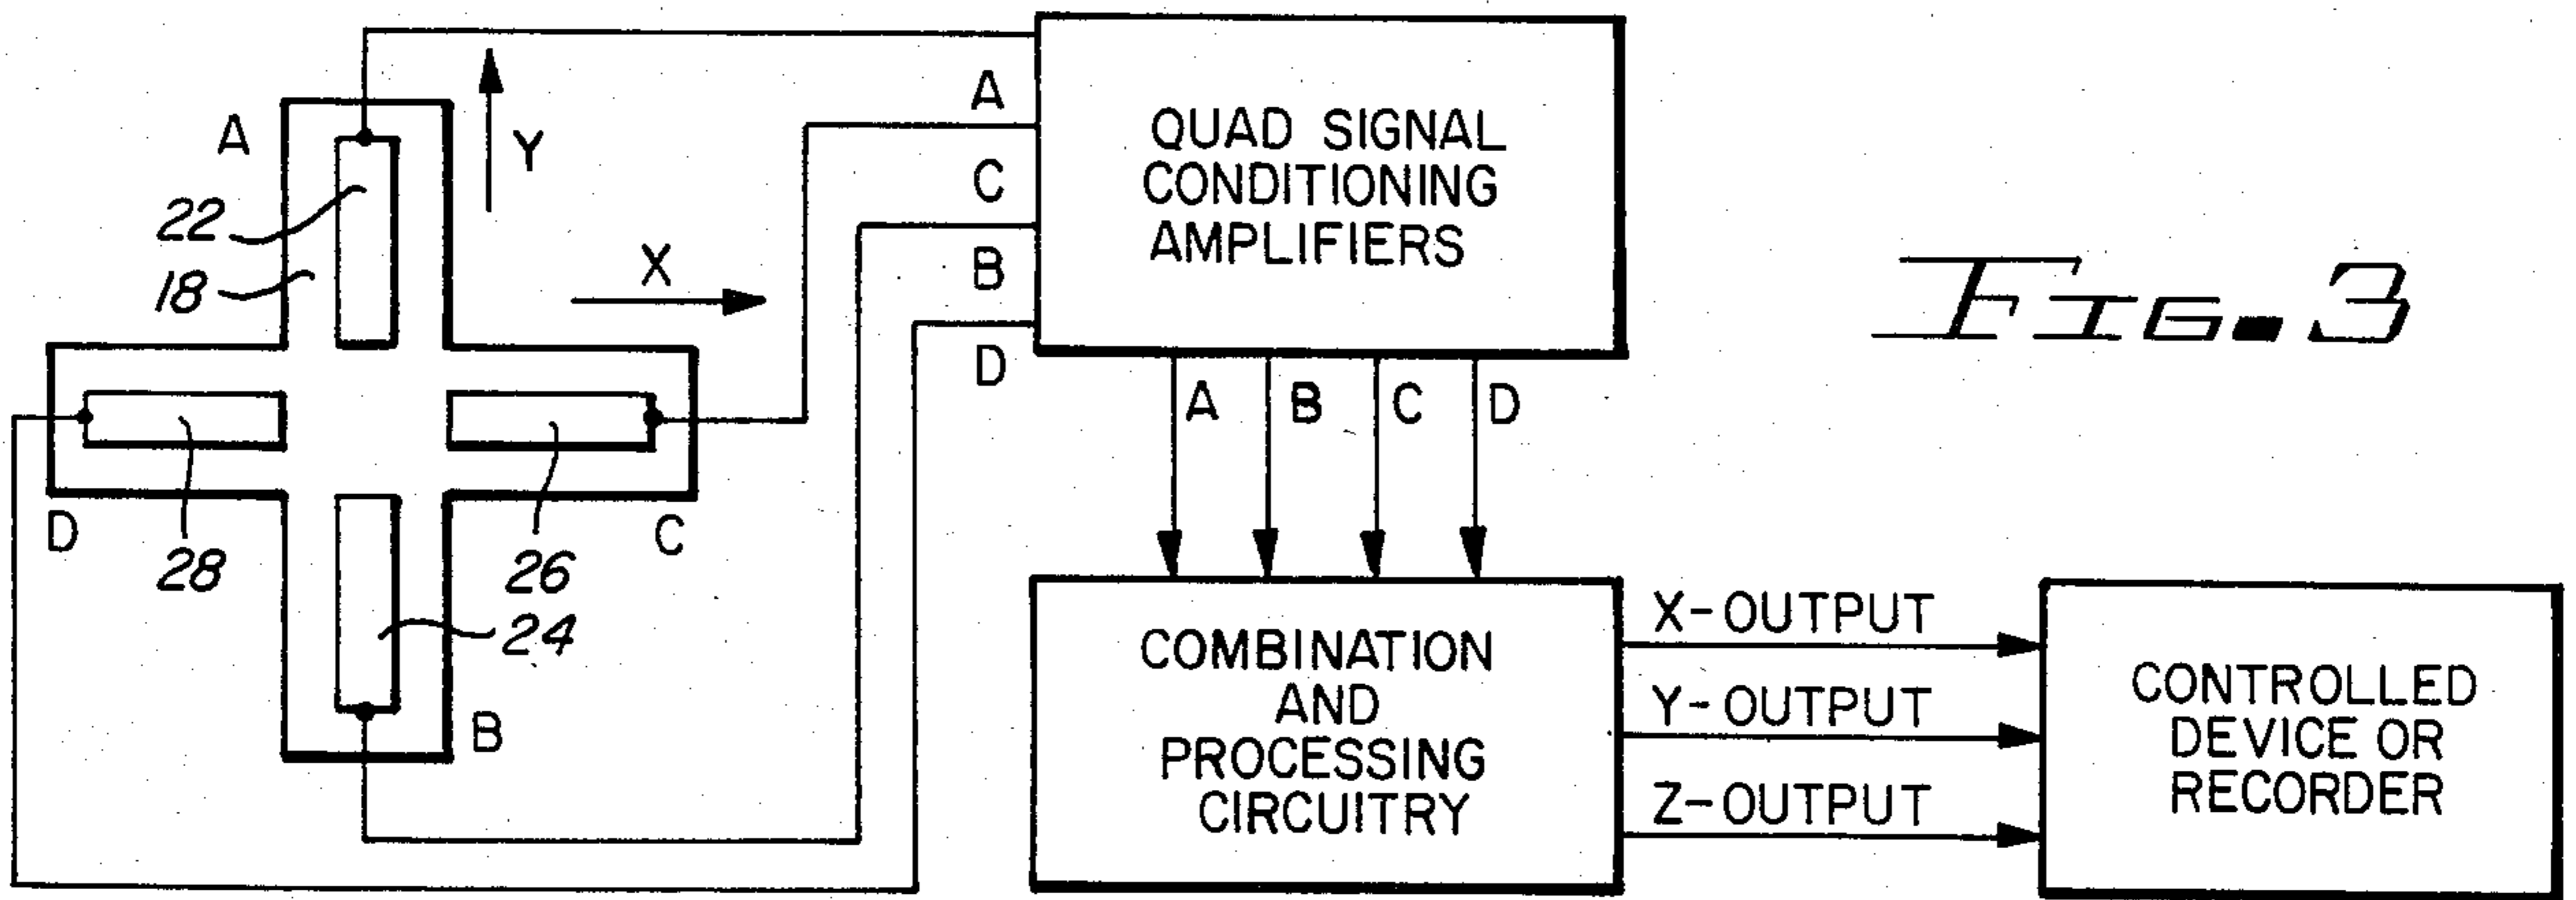 A
22
18
Y
X
D
28
26
C
24
B
A
C
B
D
QUAD SIGNAL
CONDITIONING
AMPLIFIERS
A
B
C
D
COMBINATION
AND
PROCESSING
CIRCUITRY
X-OUTPUT
Y-OUTPUT
Z-OUTPUT
CONTROLLED
DEVICE OR
RECORDER
FIG. 3